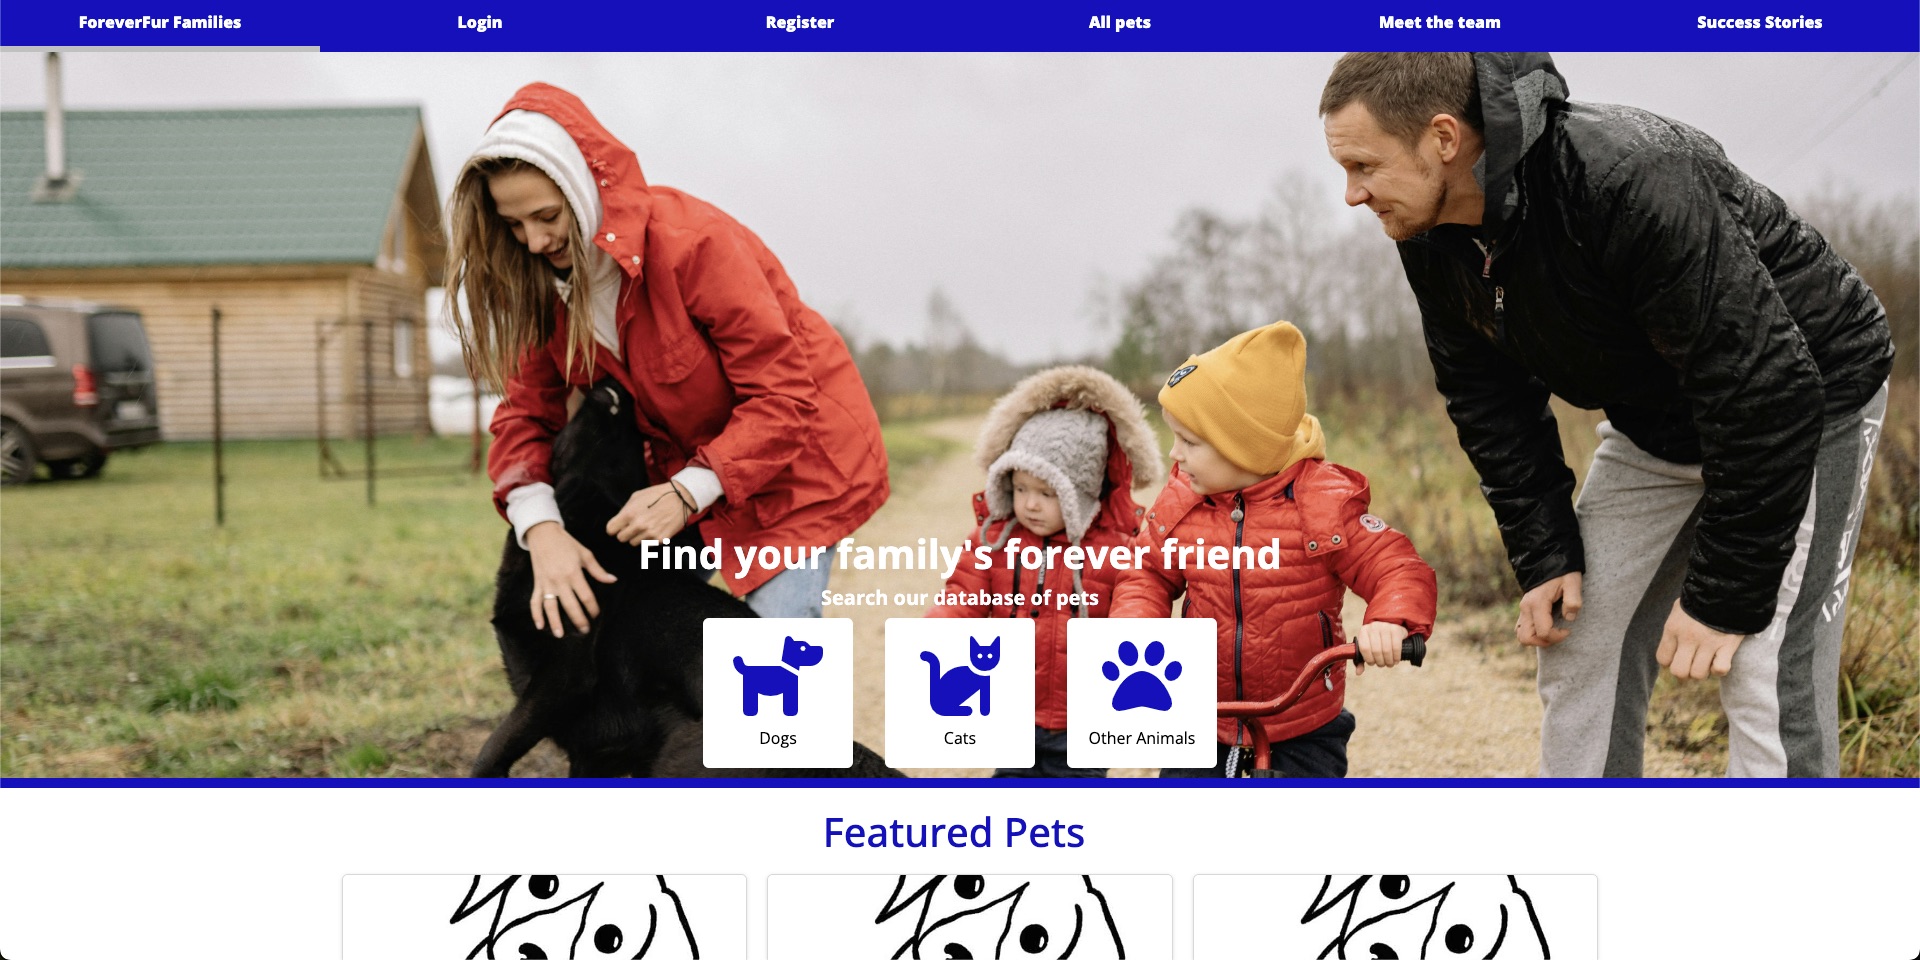 ForeverFur Families
Login
Register
All pets
Meet the team
Success Stories
Find your family's forever friend
Search our database of pets
Dogs
Cats
Other Animals
Featured Pets